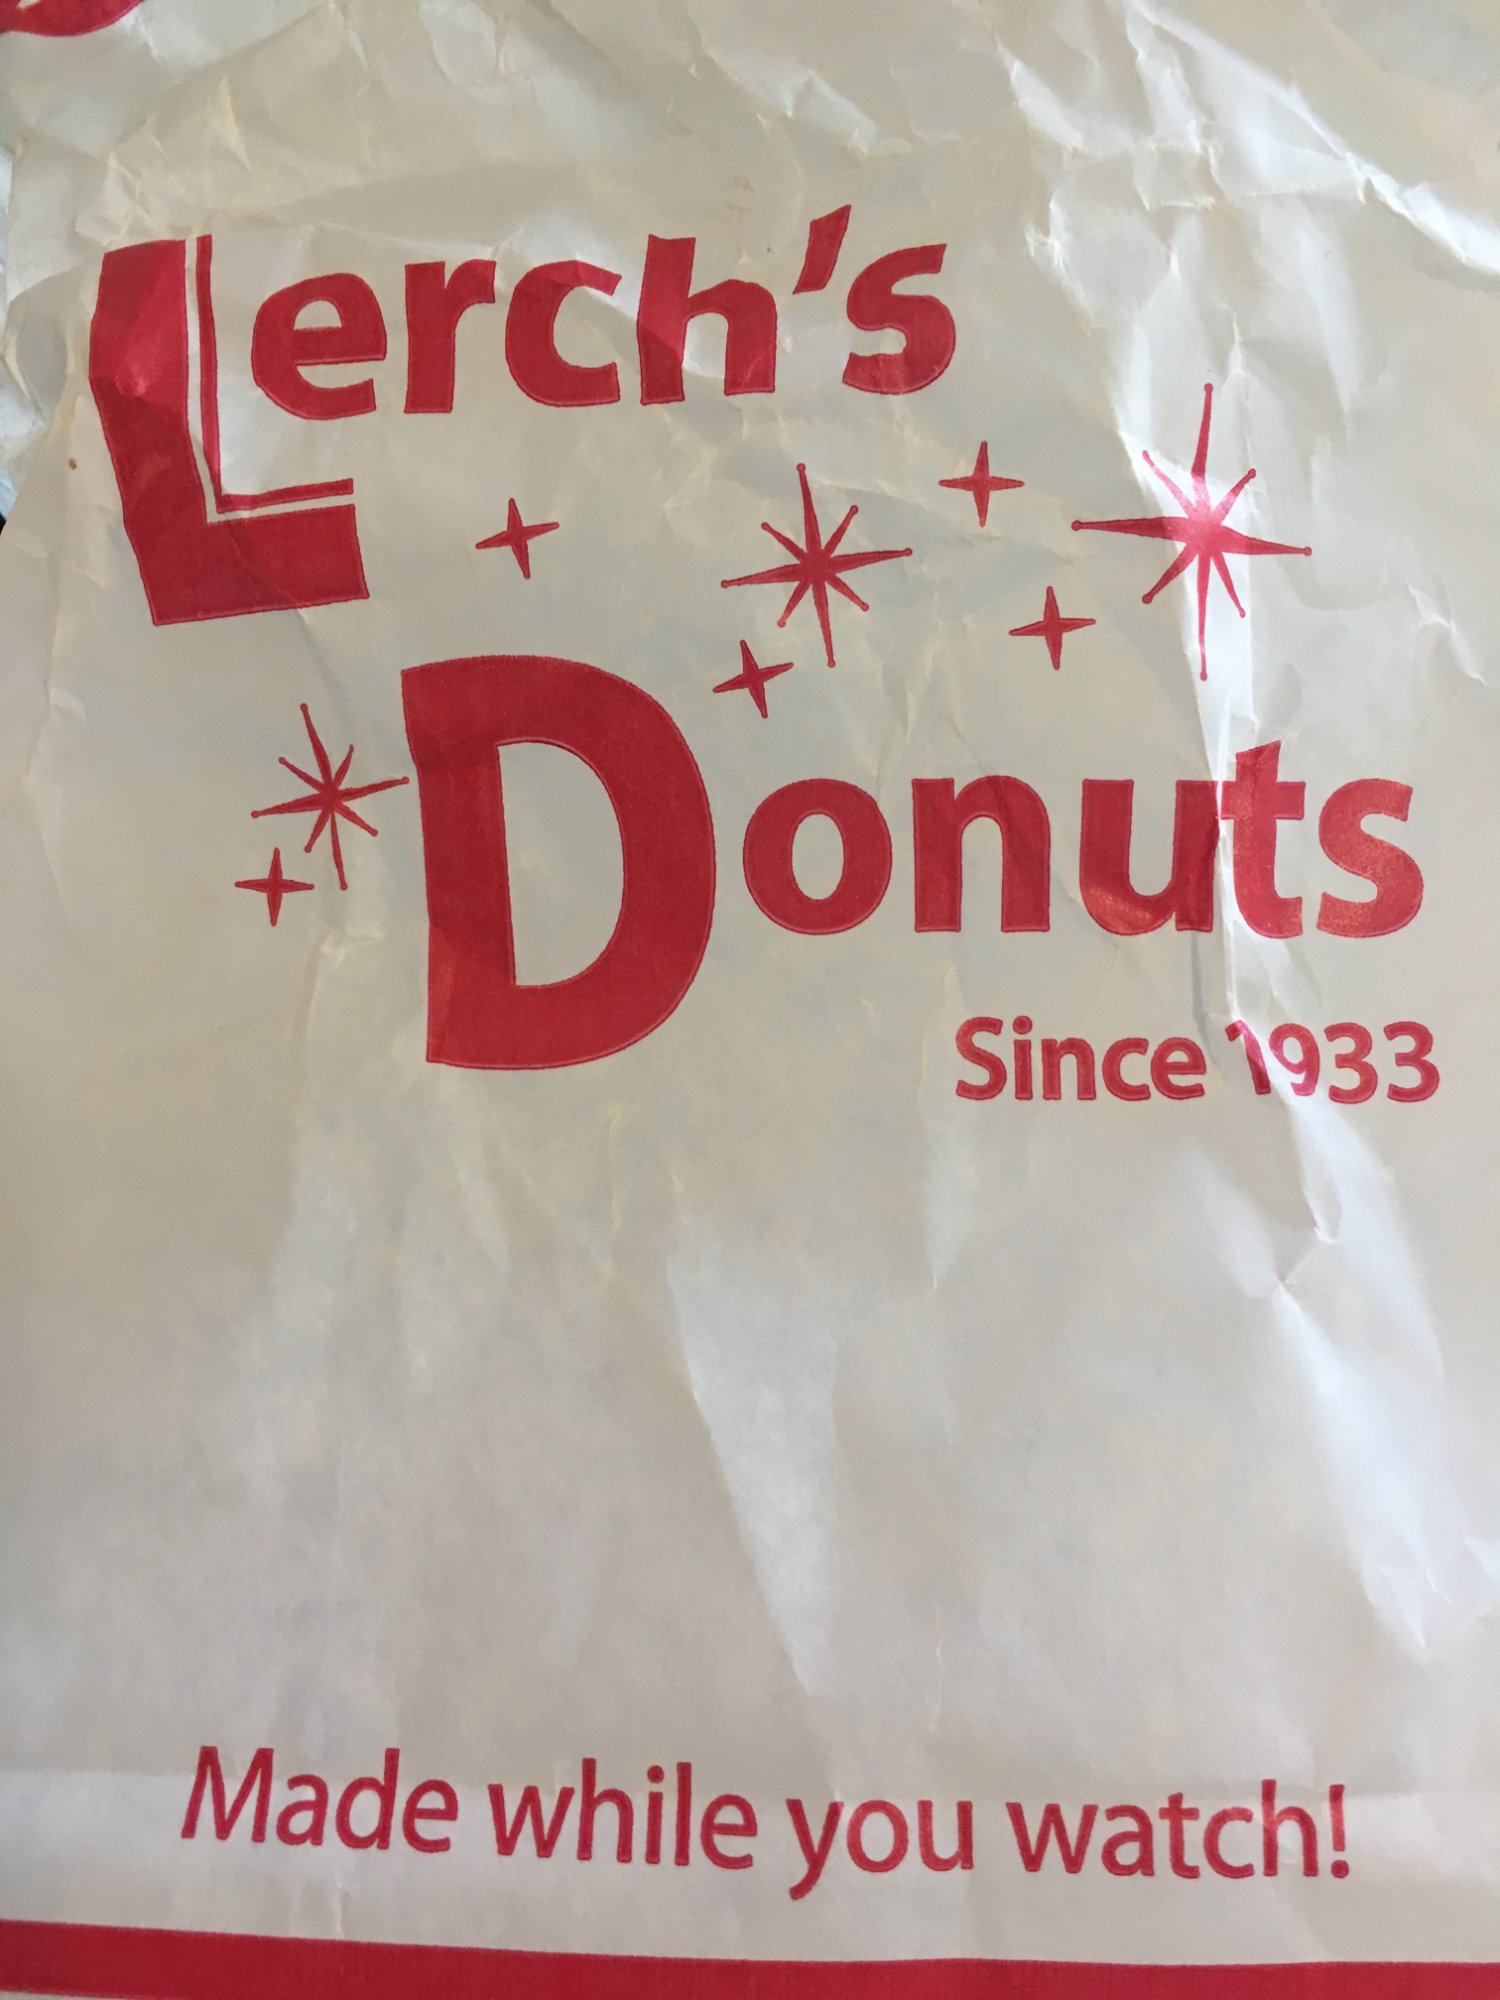 Lerch's
Donuts
Since 1933
Made while you watch!